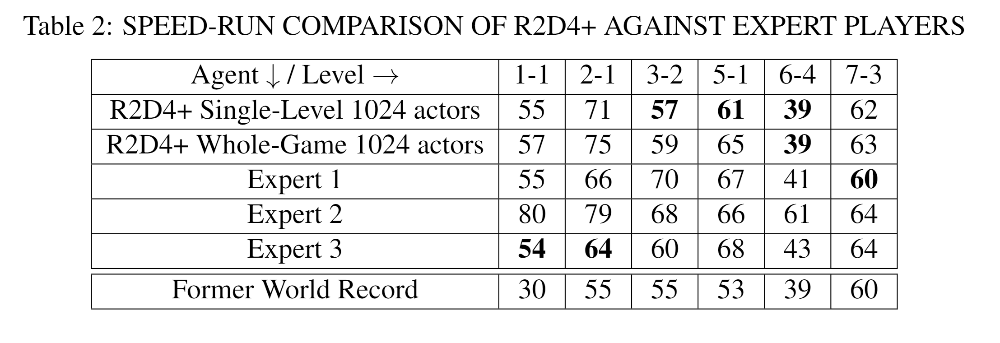 Table 2: SPEED-RUN COMPARISON OF R2D4+ AGAINST EXPERT PLAYERS
Agent ↓ / Level → 1-1 2-1 3-2 5-1 6-4 7-3
R2D4+ Single-Level 1024 actors 55 71 57 61 39 62
R2D4+ Whole-Game 1024 actors 57 75 59 65 39 63
Expert 1 55 66 70 67 41 60
Expert 2 80 79 68 66 61 64
Expert 3 54 64 60 68 43 64
Former World Record 30 55 55 53 39 60